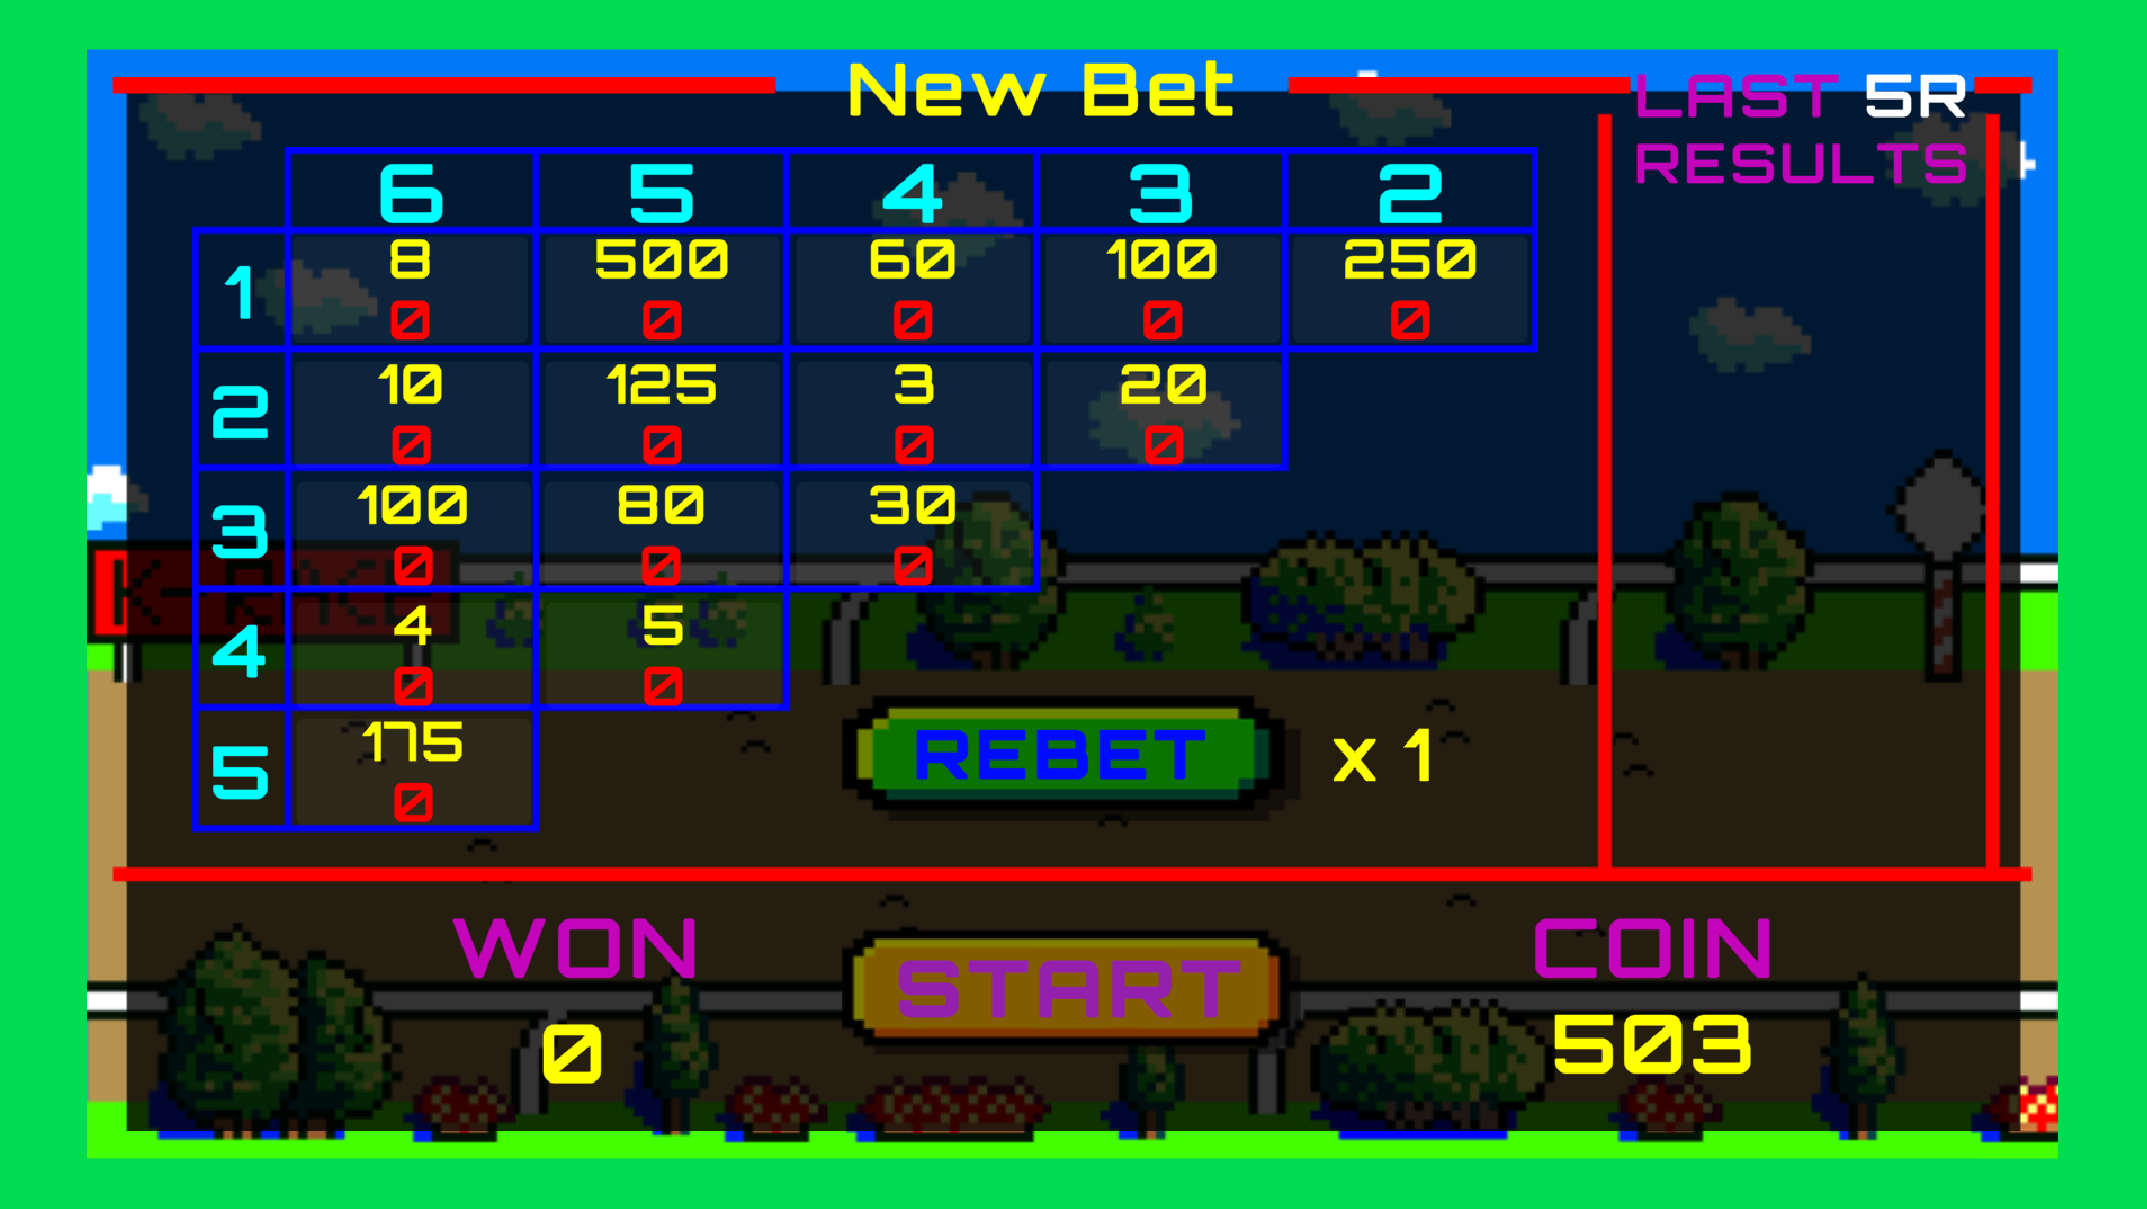 New Bet
LAST 5R
RESULTS
6 5 4 3 2
1 8 500 60 100 250
0 0 0 0 0
2 10 125 3 20
0 0 0 0
3 100 80 30
0 0 0
4 4 5
0 0
5 175
0
REBET x 1
WON START COIN
0 503